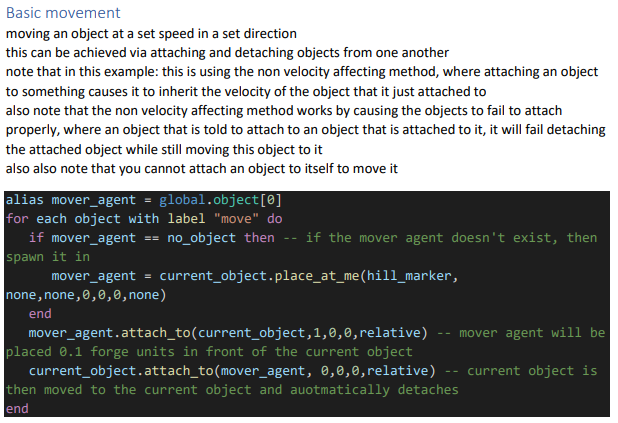 Basic movement
moving an object at a set speed in a set direction
this can be achieved via attaching and detaching objects from one another
note that in this example: this is using the non velocity affecting method, where attaching an object
to something causes it to inherit the velocity of the object that it just attached to
also note that the non velocity affecting method works by causing the objects to fail to attach
properly, where an object that is told to attach to an object that is attached to it, it will fail detaching
the attached object while still moving this object to it
also also note that you cannot attach an object to itself to move it
alias mover_agent = global.object[0]
for each object with label "move" do
if mover_agent == no_object then -- if the mover agent doesn't exist, then
spawn it in
mover_agent = current_object.place_at_me(hill_marker,
none,none,0,0,0,none)
end
mover_agent.attach_to(current_object,1,0,0,relative) -- mover agent will be
placed 0.1 forge units in front of the current object
current_object.attach_to(mover_agent, 0,0,0,relative) -- current object is
then moved to the current object and auotmatically detaches
end